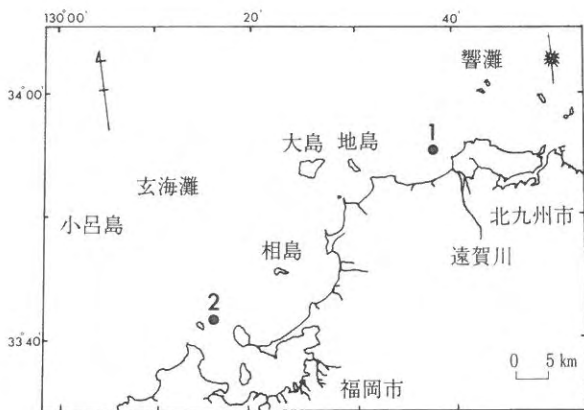 130°00′
20′
40′
34°00′
33°40′
4
響灘
1
大島
地島
玄海灘
北九州市
小呂島
遠賀川
相島
2
0 5 km
福岡市